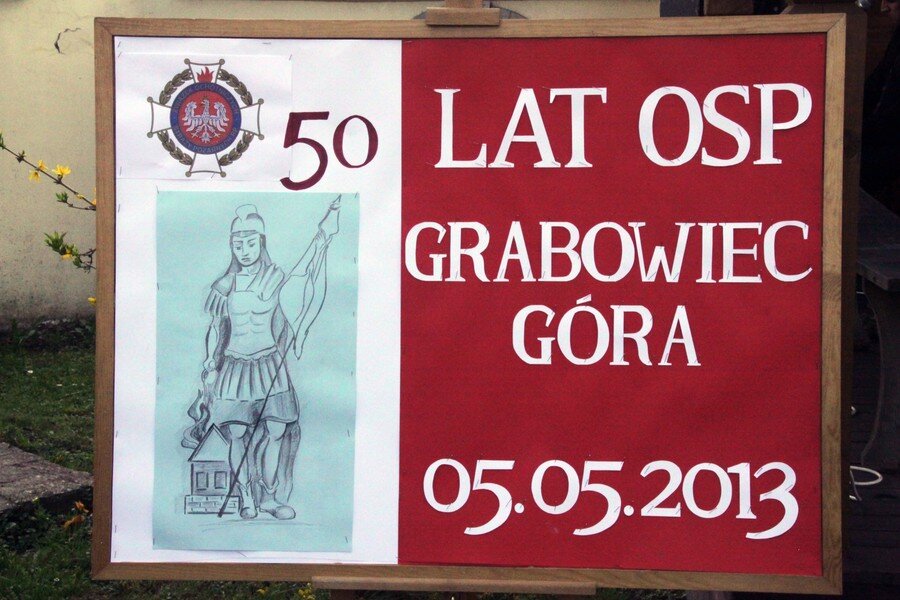 50 LAT OSP
GRABOWIEC
GÓRA
05.05.2013